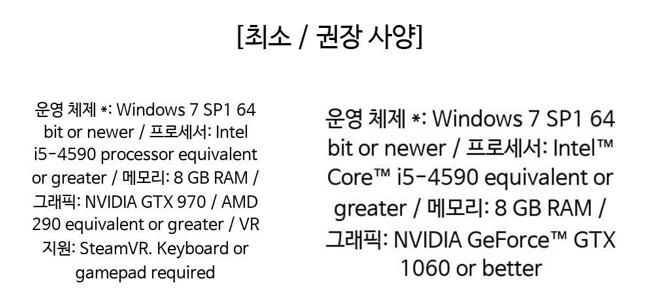 [최소 / 권장 사양]
운영 체제 *: Windows 7 SP1 64
bit or newer / 프로세서: Intel
i5-4590 processor equivalent
or greater / 메모리: 8 GB RAM /
그래픽: NVIDIA GTX 970 / AMD
290 equivalent or greater / VR
지원: SteamVR. Keyboard or
gamepad required
운영 체제 *: Windows 7 SP1 64
bit or newer / 프로세서: Intel™
Core™ i5-4590 equivalent or
greater / 메모리: 8 GB RAM /
그래픽: NVIDIA GeForce™ GTX
1060 or better